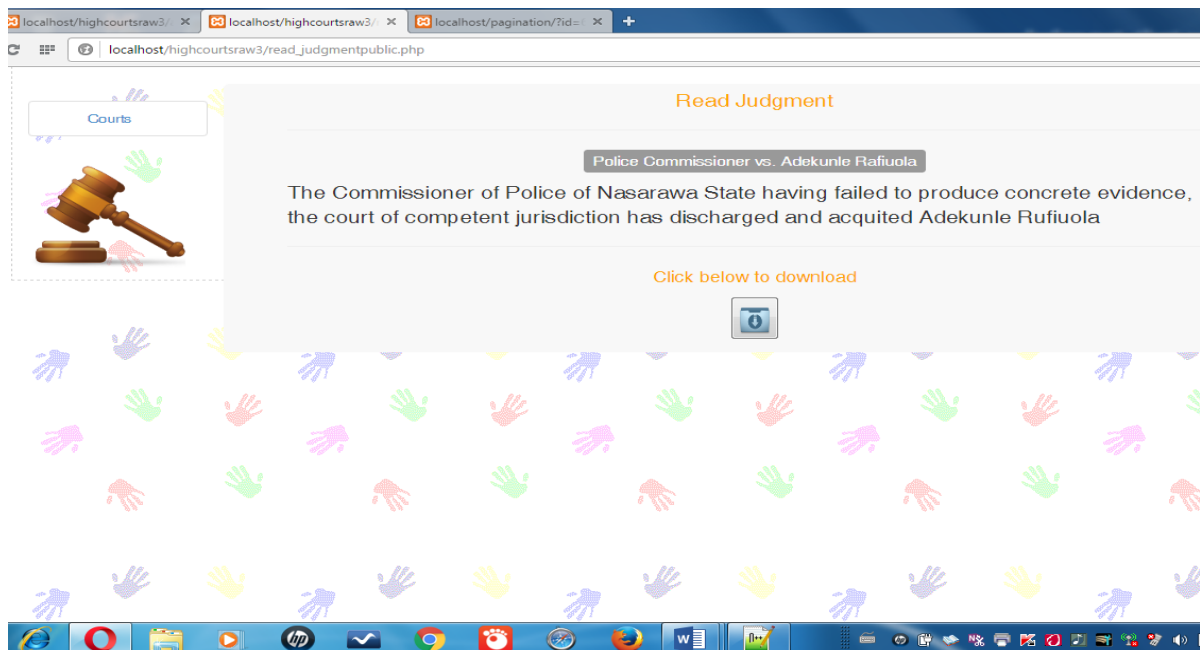 localhost/highcourtsraw3/
localhost/highcourtsraw3/
localhost/pagination/?id=
localhost/highcourtsraw3/read_judgmentpublic.php
Courts
Read Judgment
Police Commissioner vs. Adekunle Rafiuola
The Commissioner of Police of Nasarawa State having failed to produce concrete evidence,
the court of competent jurisdiction has discharged and acquited Adekunle Rufiuola
Click below to download
hp
W